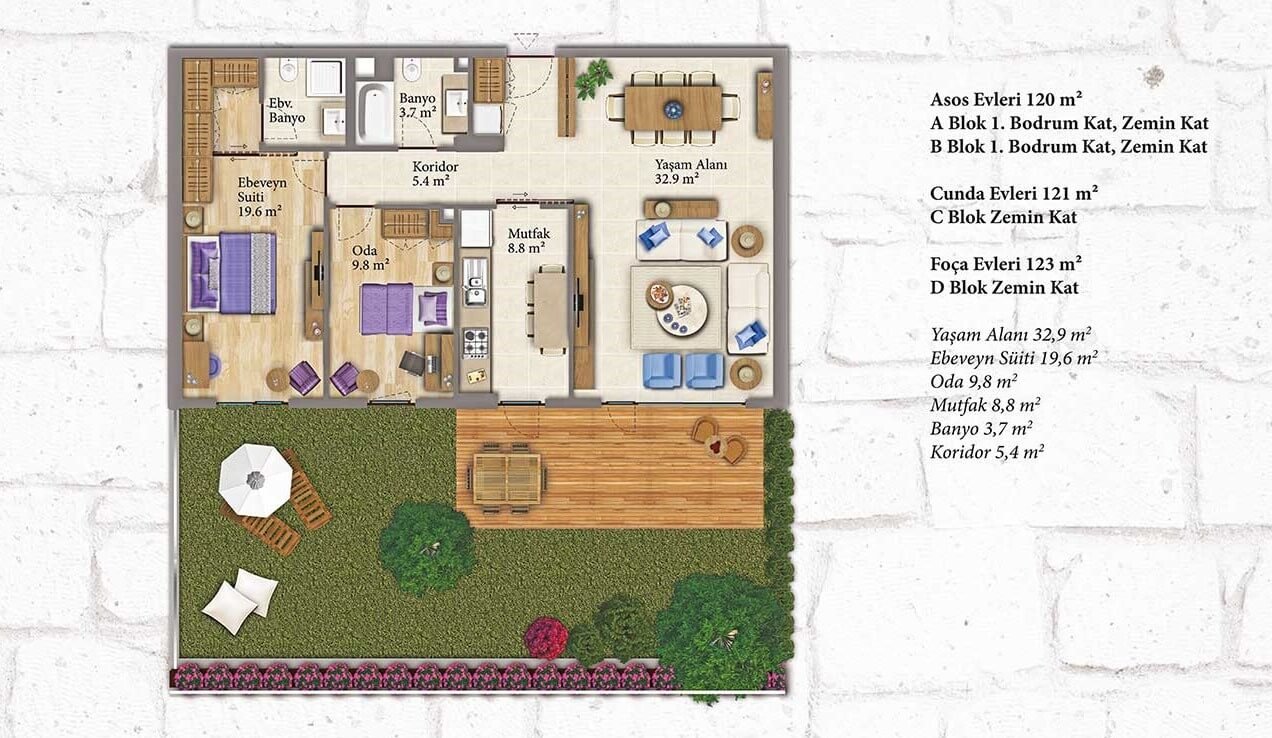 Ebv.
Banyo
Banyo
3.7 m²
Koridor
5.4 m²
Yaşam Alanı
32.9 m²
Ebeveyn
Suiti
19.6 m²
Oda
9.8 m²
Mutfak
8.8 m²
Asos Evleri 120 m²
A Blok 1. Bodrum Kat, Zemin Kat
B Blok 1. Bodrum Kat, Zemin Kat
Cunda Evleri 121 m²
C Blok Zemin Kat
Foça Evleri 123 m²
D Blok Zemin Kat
Yaşam Alanı 32,9 m²
Ebeveyn Süiti 19,6 m²
Oda 9,8 m²
Mutfak 8,8 m²
Banyo 3,7 m²
Koridor 5,4 m²